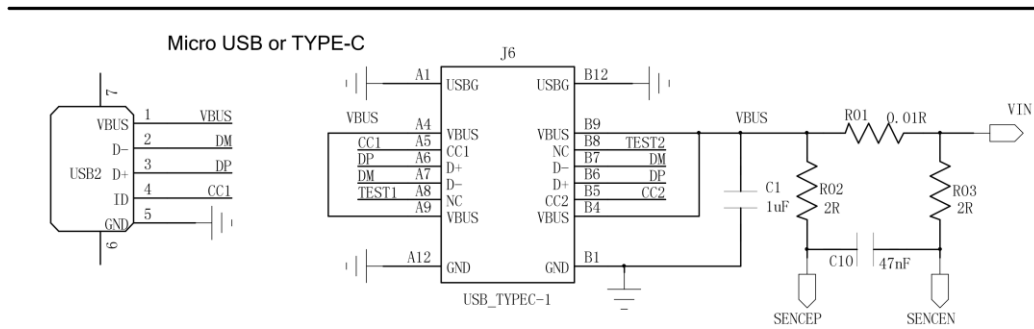 Micro USB or TYPE-C
7
VBUS 1 VBUS
D- 2 DM
USB2 D+ 3 DP
ID 4 CC1
GND 5
6
J6
A1 USBG USBG B12
VBUS A4 VBUS VBUS B9 VBUS
CC1 A5 CC1 NC B8 TEST2
DP A6 D+ D- B7 DM
DM A7 D- D+ B6 DP
TEST1 A8 NC CC2 B5 CC2
A9 VBUS VBUS B4
A12 GND GND B1
USB_TYPEC-1
C1
1uF
R01 0.01R
VIN
R02
2R
R03
2R
C10 47nF
SENCEP SENCEN